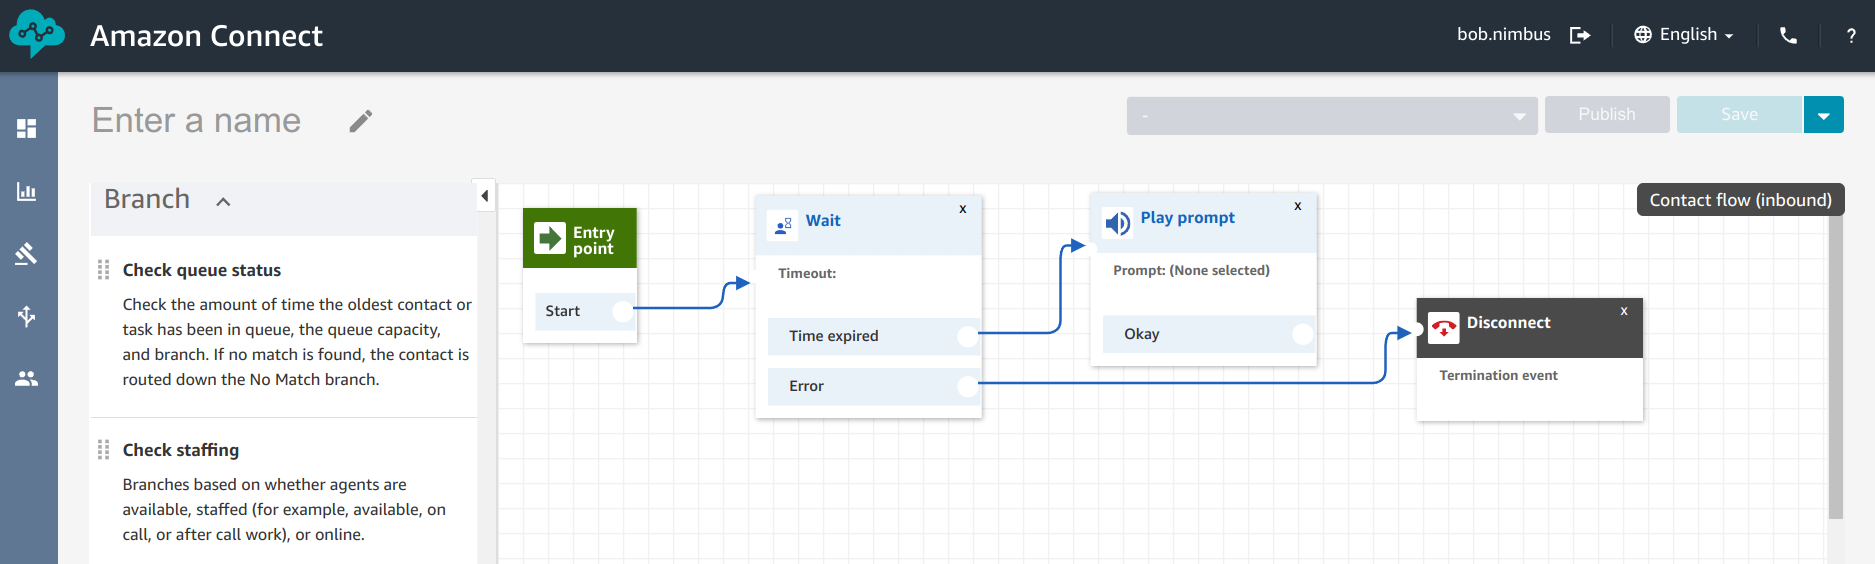 Amazon Connect
bob.nimbus
English
?
Enter a name
-
Publish
Save
Branch
Check queue status
Check the amount of time the oldest contact or
task has been in queue, the queue capacity,
and branch. If no match is found, the contact is
routed down the No Match branch.
Check staffing
Branches based on whether agents are
available, staffed (for example, available, on
call, or after call work), or online.
Contact flow (inbound)
Entry
point
Start
Wait
x
Timeout:
Time expired
Error
Play prompt
x
Prompt: (None selected)
Okay
Disconnect
x
Termination event